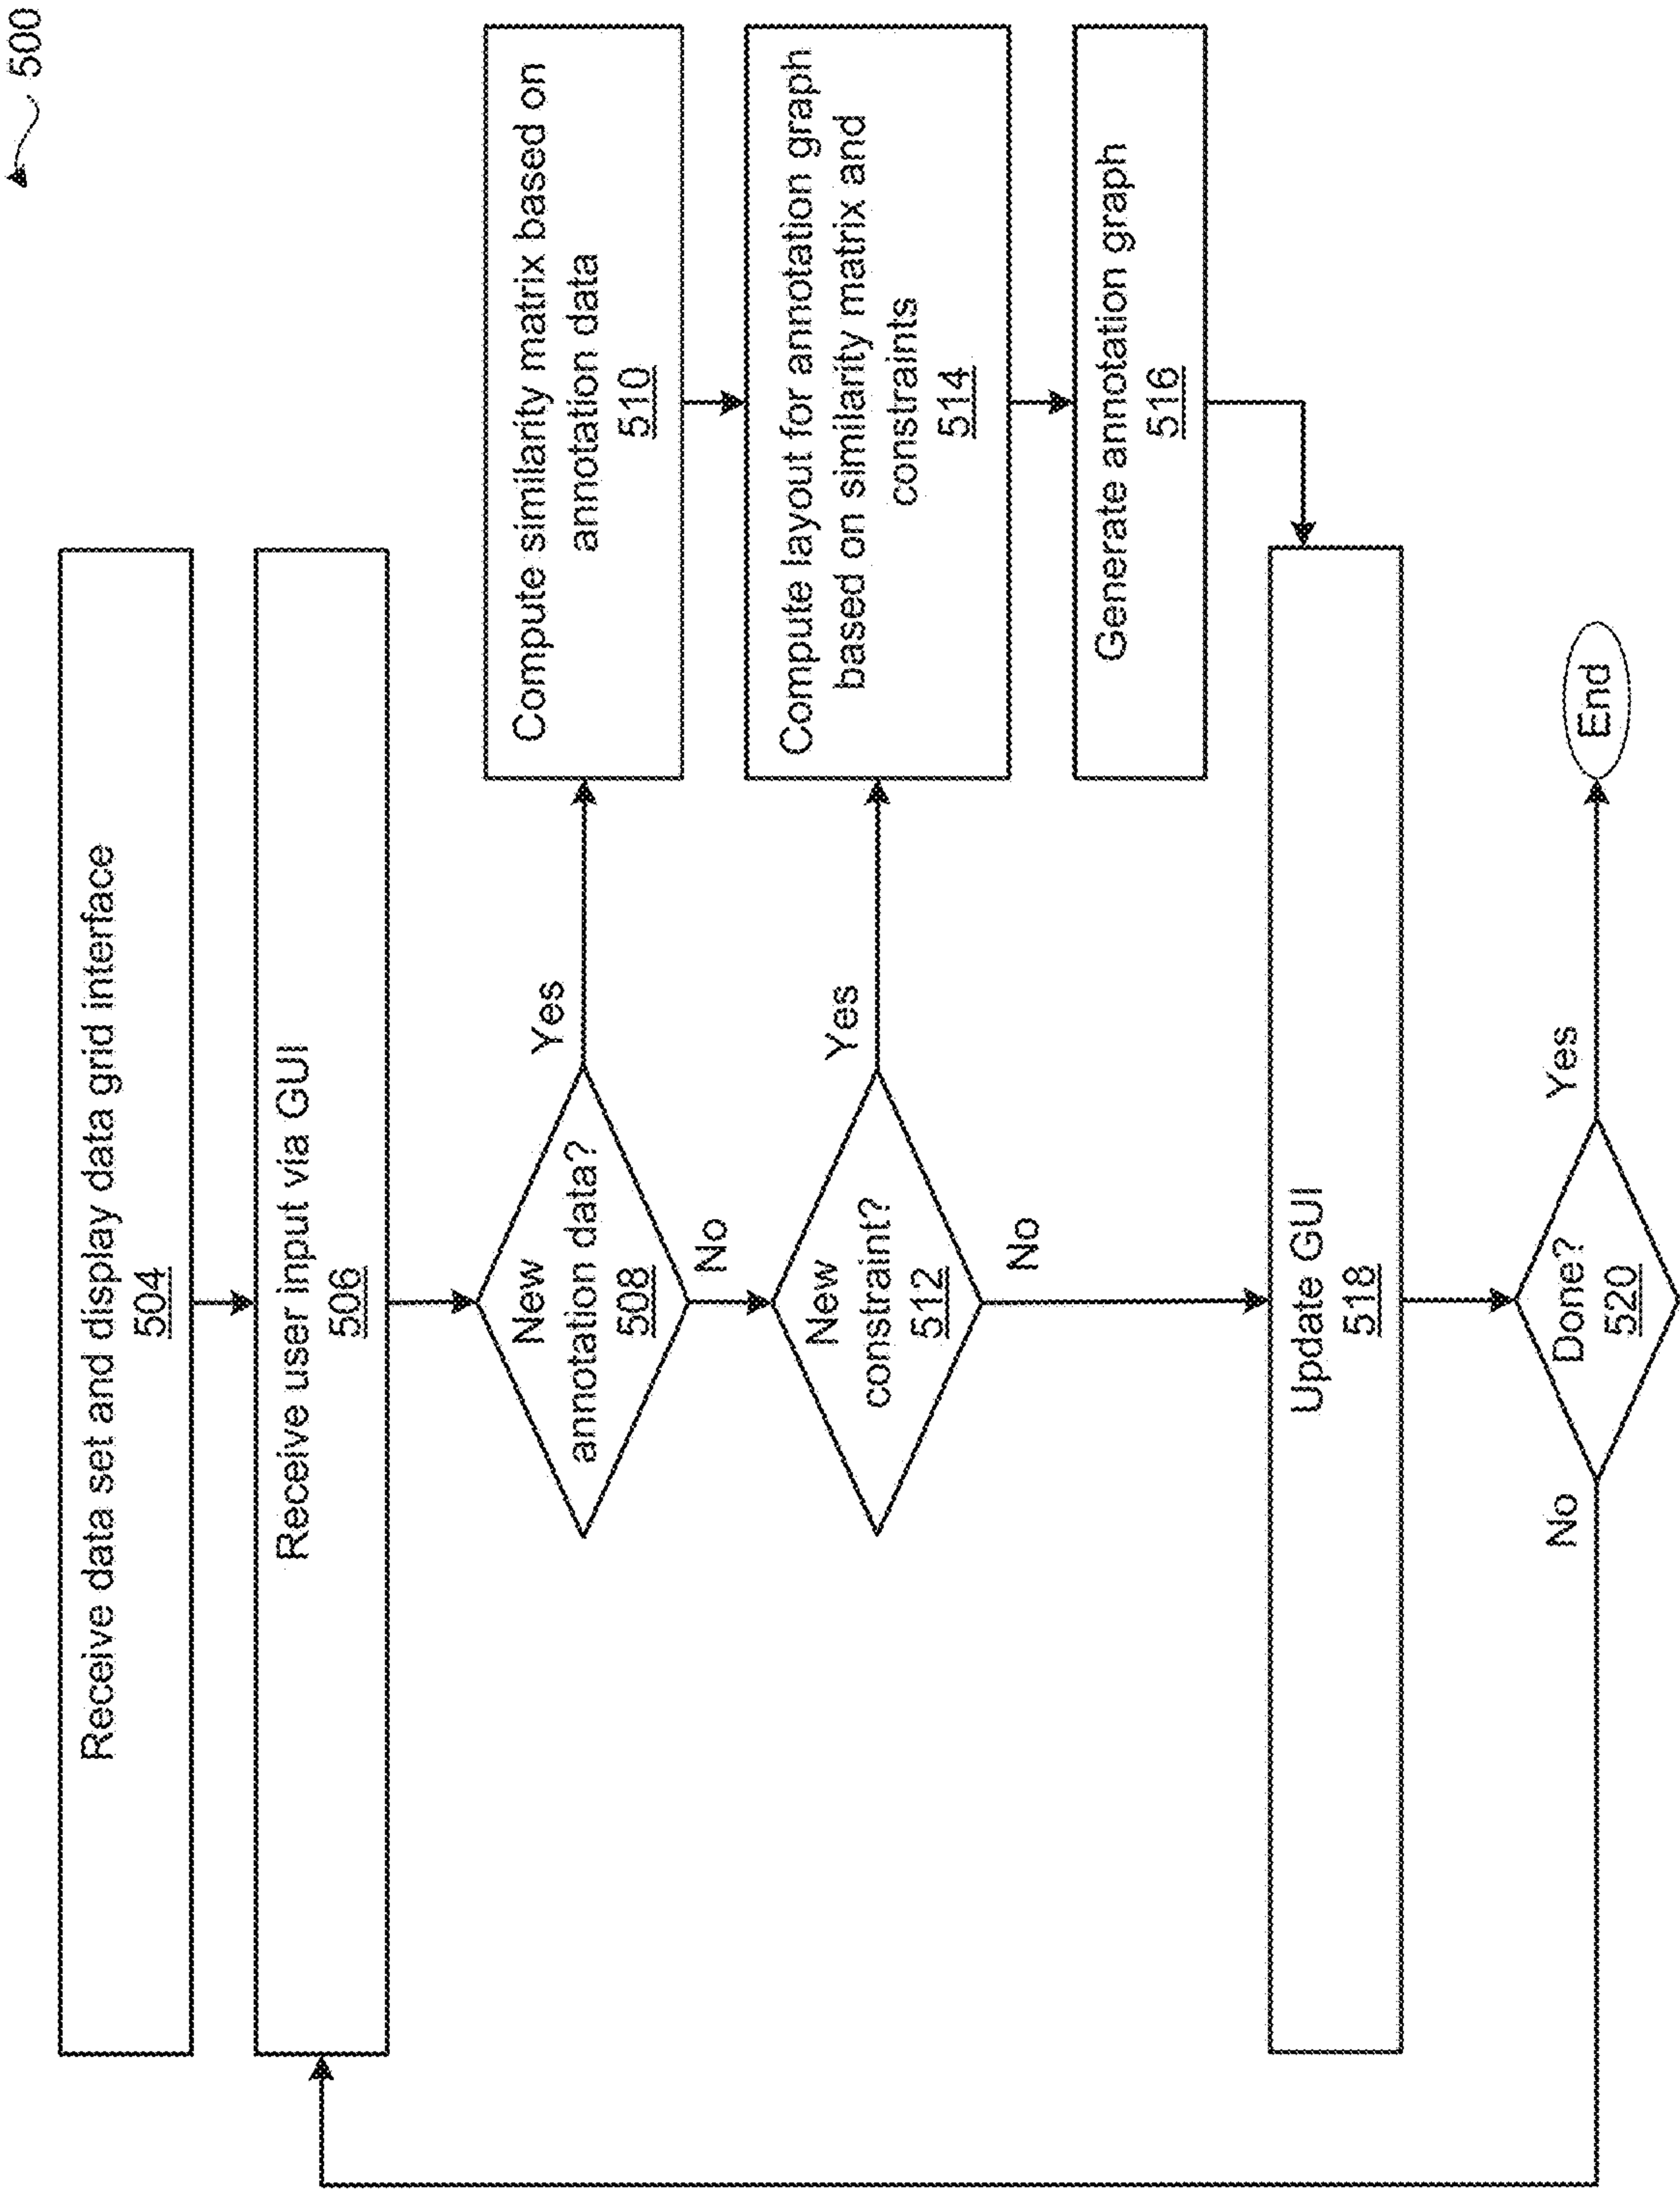 500
Receive data set and display data grid interface
504
Receive user input via GUI
506
New
annotation data?
508
Yes
No
Compute similarity matrix based on
annotation data
510
New
constraint?
512
Yes
No
Compute layout for annotation graph
based on similarity matrix and
constraints
514
Generate annotation graph
516
Update GUI
518
Done?
520
No
Yes
End